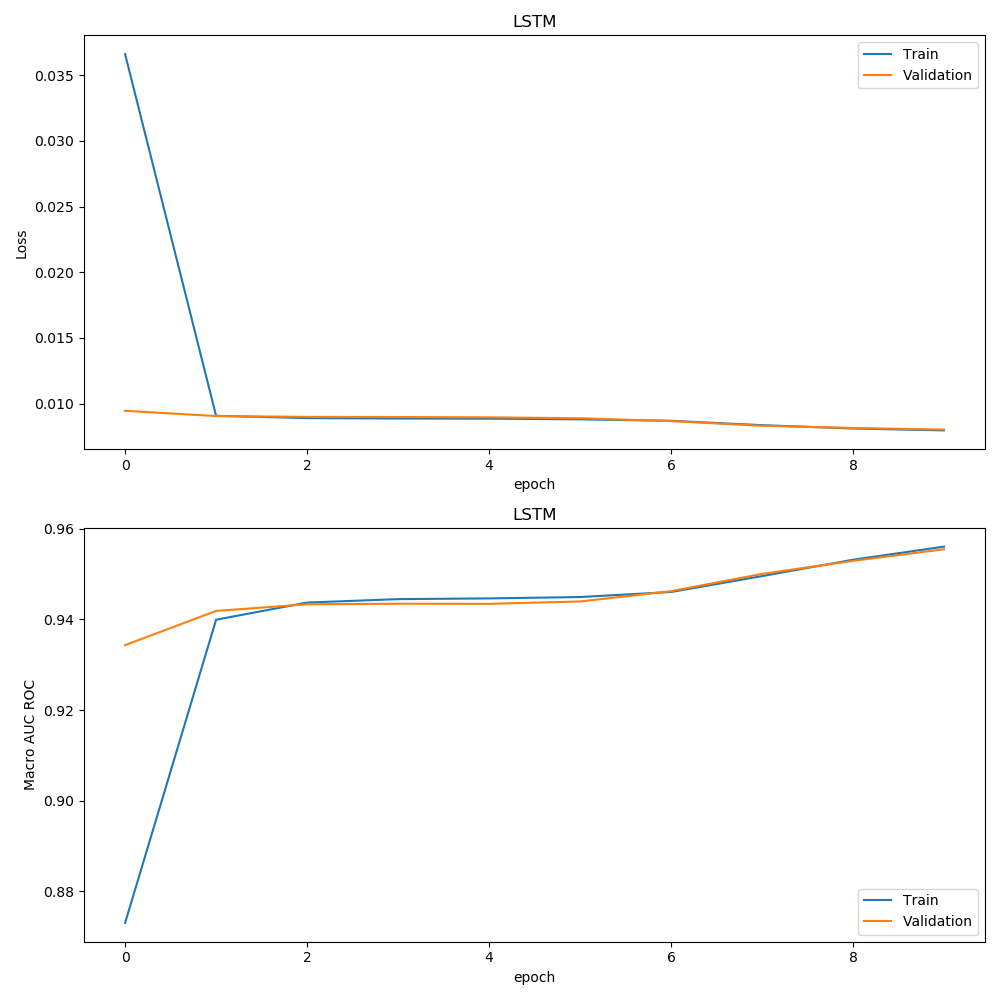 LSTM
Train
Validation
0.035
0.030
0.025
0.020
0.015
0.010
Loss
0 2 4 6 8
epoch
LSTM
0.96
0.94
0.92
0.90
0.88
Macro AUC ROC
Train
Validation
0 2 4 6 8
epoch